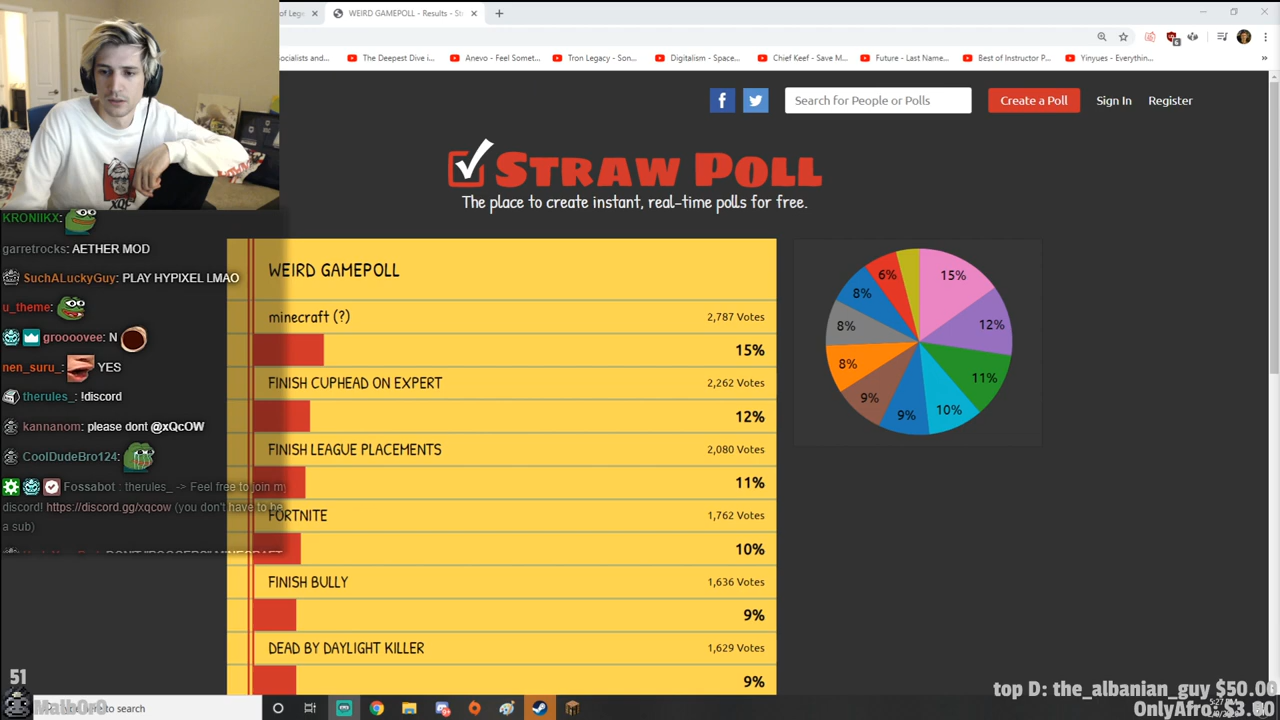 of Lege
WEIRD GAMEPOLL - Results - Str
ocialists and...
The Deepest Dive i...
Anevo - Feel Somet...
Tron Legacy - Son...
Digitalism - Space...
Chief Keef - Save M...
Future - Last Name...
Best of Instructor P...
Yinyues - Everythin...
Search for People or Polls
Create a Poll
Sign In
Register
STRAW POLL
The place to create instant, real-time polls for free.
KRONIIKX:
garretrocks: AETHER MOD
SuchALuckyGuy: PLAY HYPIXEL LMAO
u_theme:
groooovee: N
nen_suru_: YES
therules_: !discord
kannanom: please dont @xQcOW
CoolDudeBro124:
Fossabot : therules_ -> Feel free to join my
discord! https://discord.gg/xqcow (you don't have to be
a sub)
WEIRD GAMEPOLL
minecraft (?) 2,787 Votes
15%
FINISH CUPHEAD ON EXPERT 2,262 Votes
12%
FINISH LEAGUE PLACEMENTS 2,080 Votes
11%
FORTNITE 1,762 Votes
10%
FINISH BULLY 1,636 Votes
9%
DEAD BY DAYLIGHT KILLER 1,629 Votes
9%
15%
12%
11%
10%
9%
9%
8%
8%
8%
6%
51
Malb0r0
here to search
top D: the_albanian_guy $50.00
OnlyAfro: $3.80